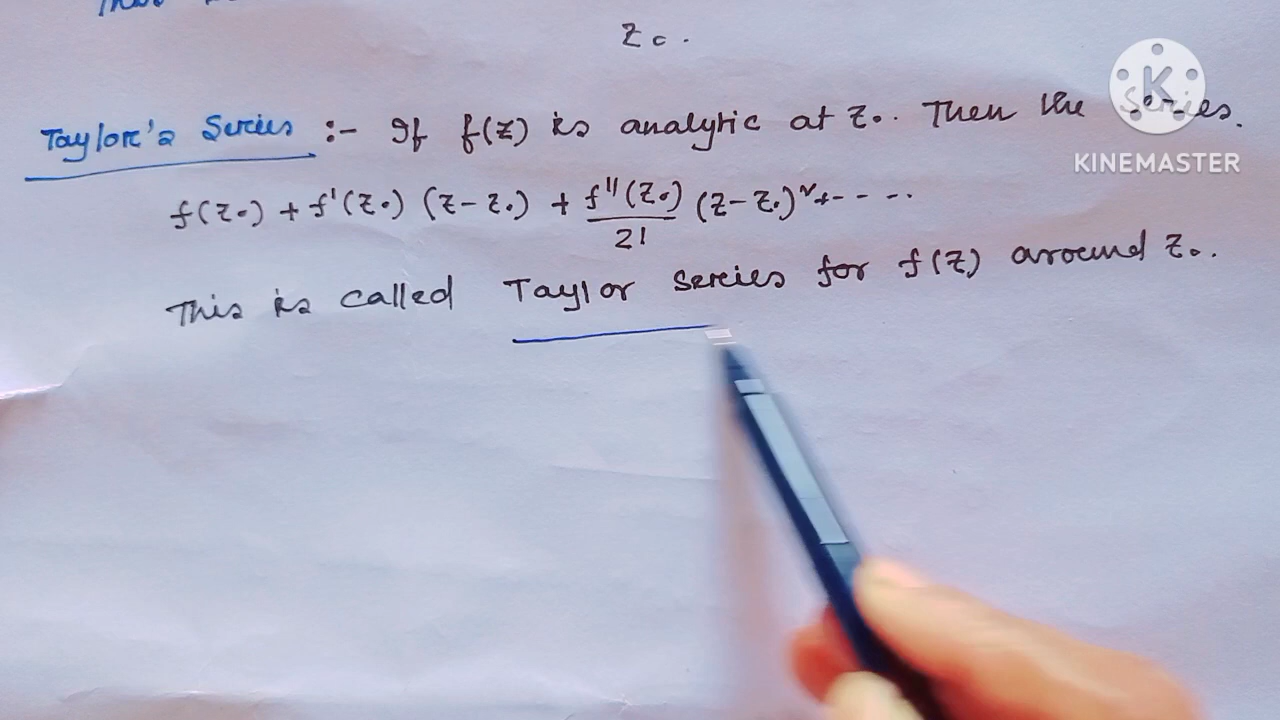 z₀.
Taylor's Series :- If f(z) is analytic at z₀. Then the series.
f(z₀) + f'(z₀) (z-z₀) + f''(z₀)/2! (z-z₀)² + - - - ..
This is called Taylor series for f(z) around z₀.
K
KINEMASTER